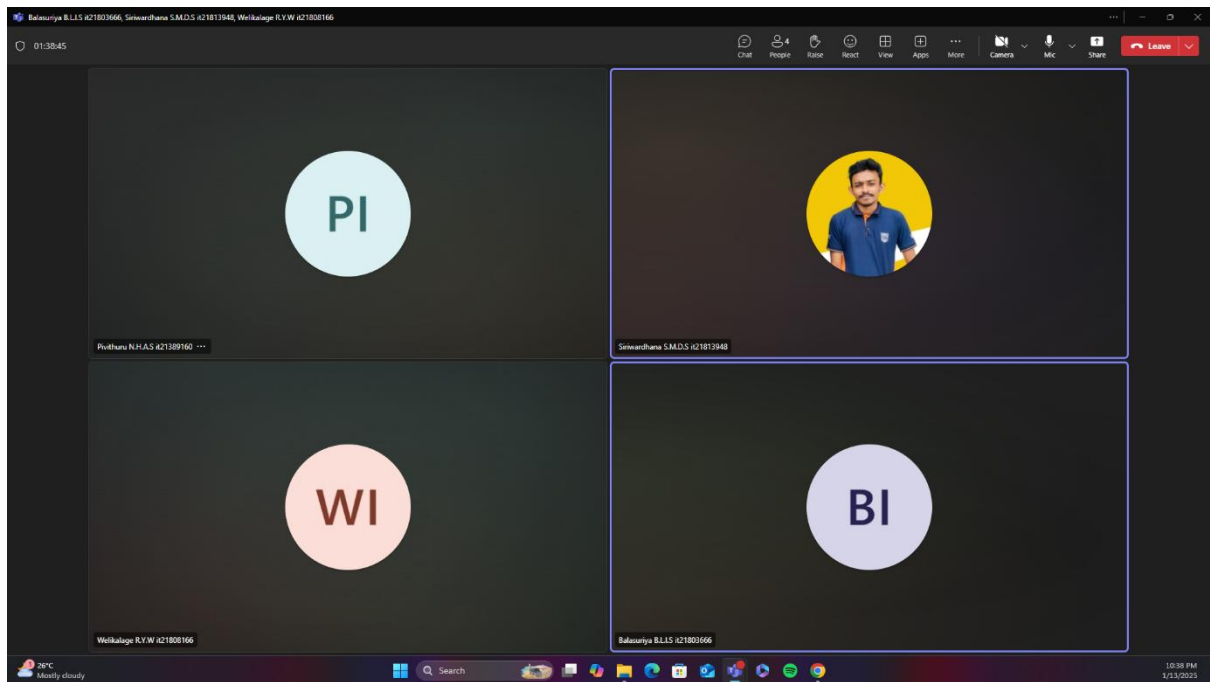 Balasuriya B.L.I.S it21803666, Siriwardhana S.M.D.S it21813948, Welikalage R.Y.W it21808166
01:38:45
Chat People 4 Raise React View Apps More Camera Mic Share Leave
PI
Pivithuru N.H.A.S it21389160 ···
Siriwardhana S.M.D.S it21813948
WI
BI
Welikalage R.Y.W it21808166
Balasuriya B.L.I.S it21803666
1
26°C
Mostly cloudy
Search
10:38 PM
1/13/2025